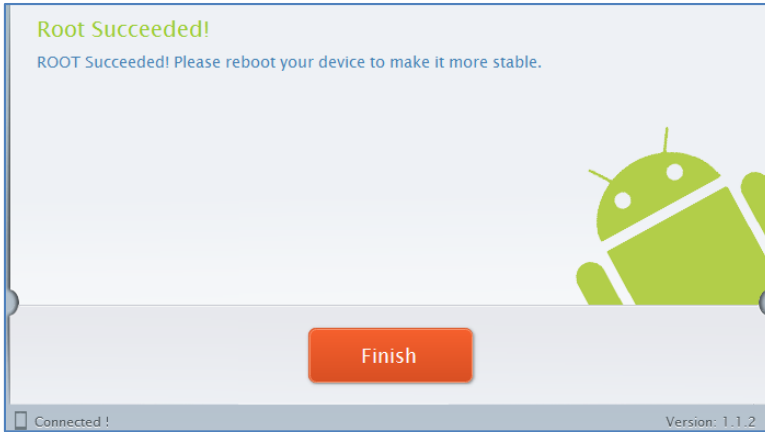 Root Succeeded!
ROOT Succeeded! Please reboot your device to make it more stable.
Finish
Connected !
Version: 1.1.2